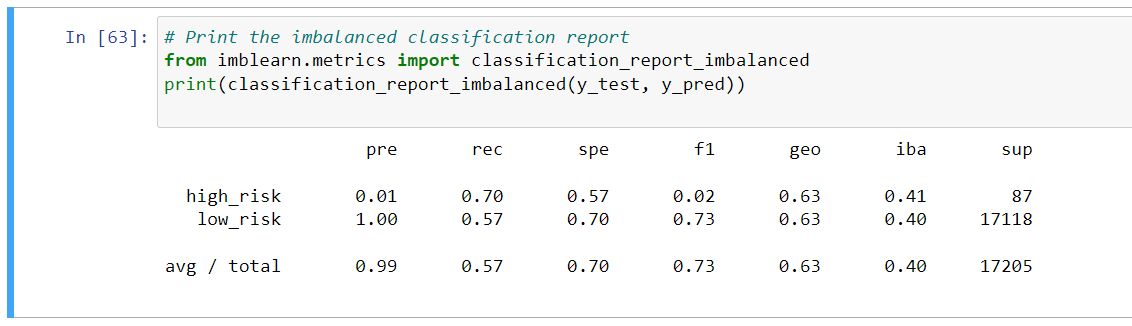 In [63]: # Print the imbalanced classification report
from imblearn.metrics import classification_report_imbalanced
print(classification_report_imbalanced(y_test, y_pred))
pre rec spe f1 geo iba sup
high_risk 0.01 0.70 0.57 0.02 0.63 0.41 87
low_risk 1.00 0.57 0.70 0.73 0.63 0.40 17118
avg / total 0.99 0.57 0.70 0.73 0.63 0.40 17205